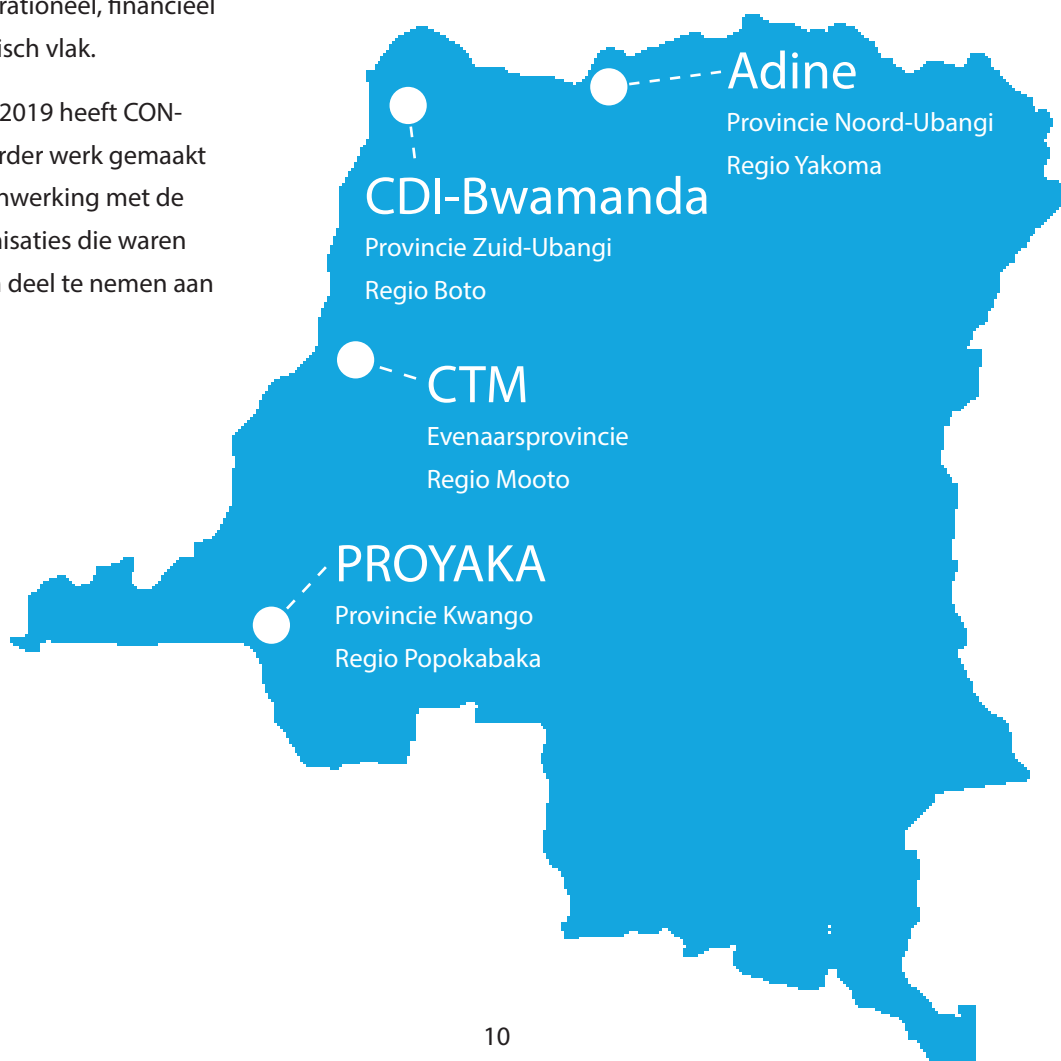 rationeel, financieel
isch vlak.
2019 heeft CON-
rder werk gemaakt
nwerking met de
nisaties die waren
deel te nemen aan
Adine
Provincie Noord-Ubangi
Regio Yakoma
CDI-Bwamanda
Provincie Zuid-Ubangi
Regio Boto
CTM
Evenaarsprovincie
Regio Mooto
PROYAKA
Provincie Kwango
Regio Popokabaka
10